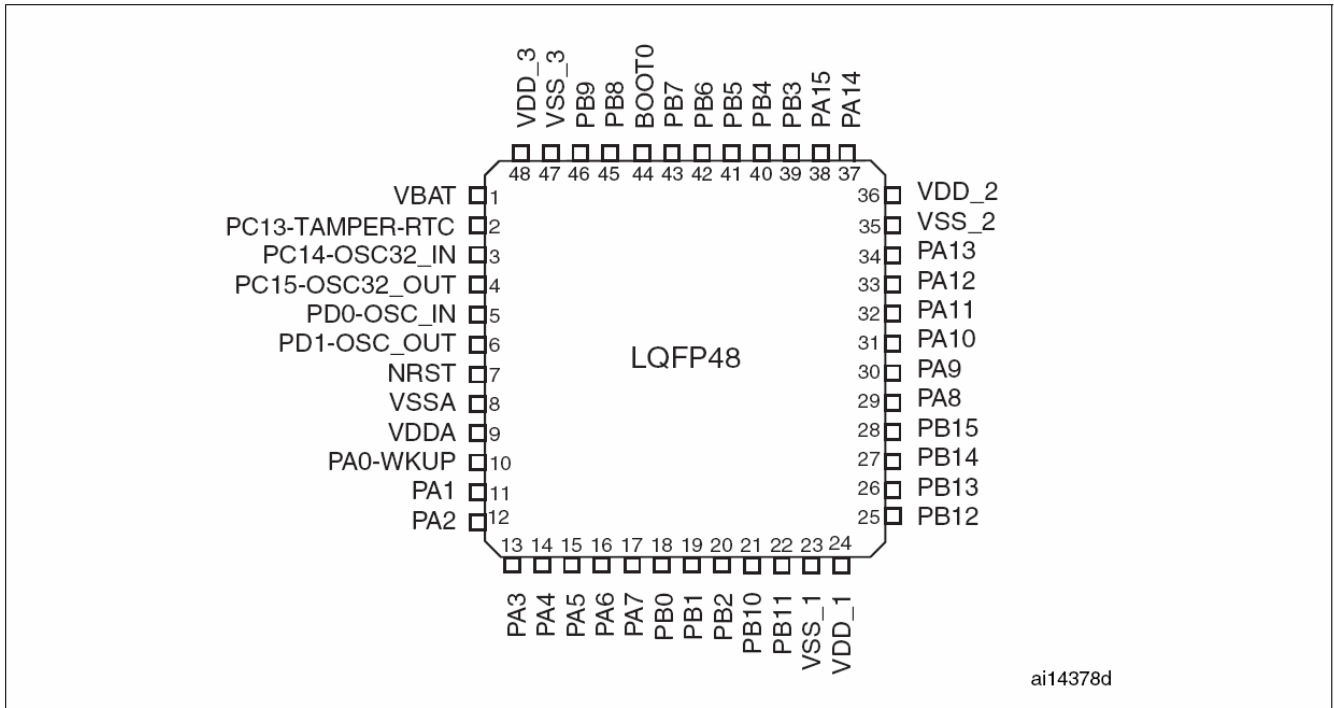 VDD_3
VSS_3
PB9
PB8
BOOT0
PB7
PB6
PB5
PB4
PB3
PA15
PA14
48 47 46 45 44 43 42 41 40 39 38 37
VBAT 1
PC13-TAMPER-RTC 2
PC14-OSC32_IN 3
PC15-OSC32_OUT 4
PD0-OSC_IN 5
PD1-OSC_OUT 6
NRST 7
VSSA 8
VDDA 9
PA0-WKUP 10
PA1 11
PA2 12
LQFP48
36 VDD_2
35 VSS_2
34 PA13
33 PA12
32 PA11
31 PA10
30 PA9
29 PA8
28 PB15
27 PB14
26 PB13
25 PB12
13 14 15 16 17 18 19 20 21 22 23 24
PA3
PA4
PA5
PA6
PA7
PB0
PB1
PB2
PB10
PB11
VSS_1
VDD_1
ai14378d